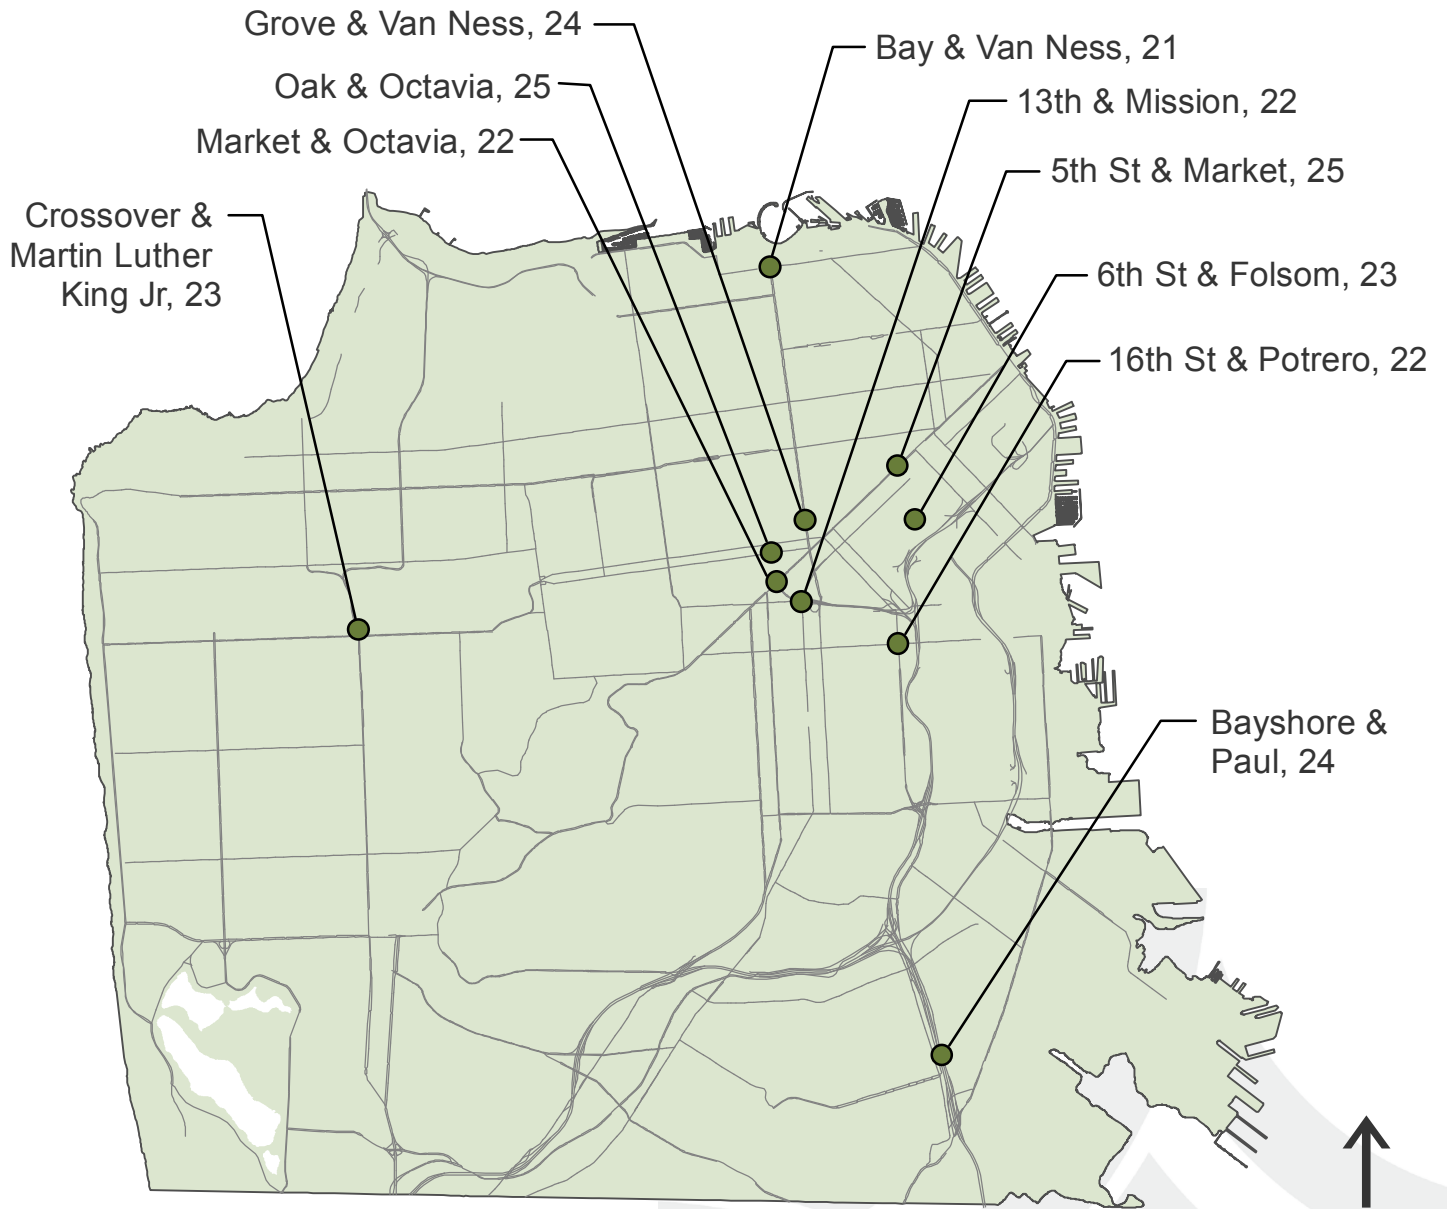 Grove & Van Ness, 24
Bay & Van Ness, 21
Oak & Octavia, 25
13th & Mission, 22
Market & Octavia, 22
5th St & Market, 25
Crossover &
Martin Luther
King Jr, 23
6th St & Folsom, 23
16th St & Potrero, 22
Bayshore &
Paul, 24